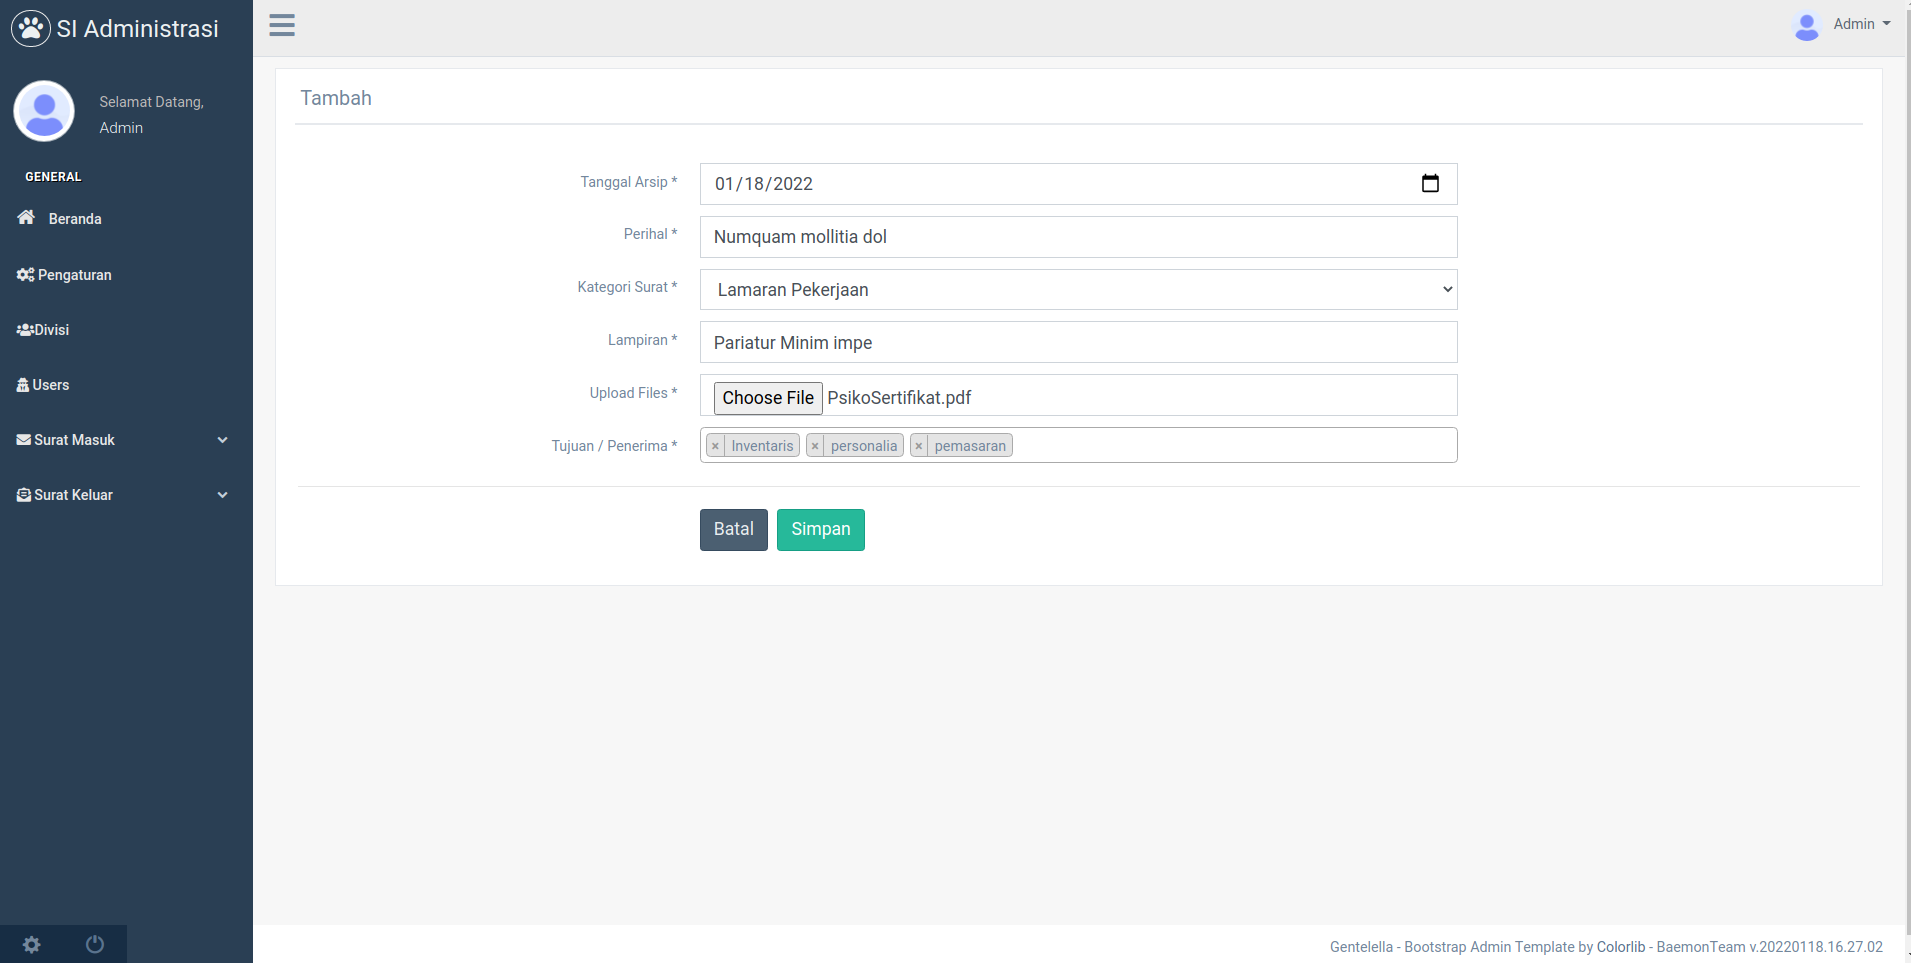 SI Administrasi
Admin
Selamat Datang,
Admin
GENERAL
Beranda
Pengaturan
Divisi
Users
Surat Masuk
Surat Keluar
Tambah
Tanggal Arsip *
01/18/2022
Perihal *
Numquam mollitia dol
Kategori Surat *
Lamaran Pekerjaan
Lampiran *
Pariatur Minim impe
Upload Files *
Choose File PsikoSertifikat.pdf
Tujuan / Penerima *
× Inventaris × personalia × pemasaran
Batal Simpan
Gentelella - Bootstrap Admin Template by Colorlib - BaemonTeam v.20220118.16.27.02